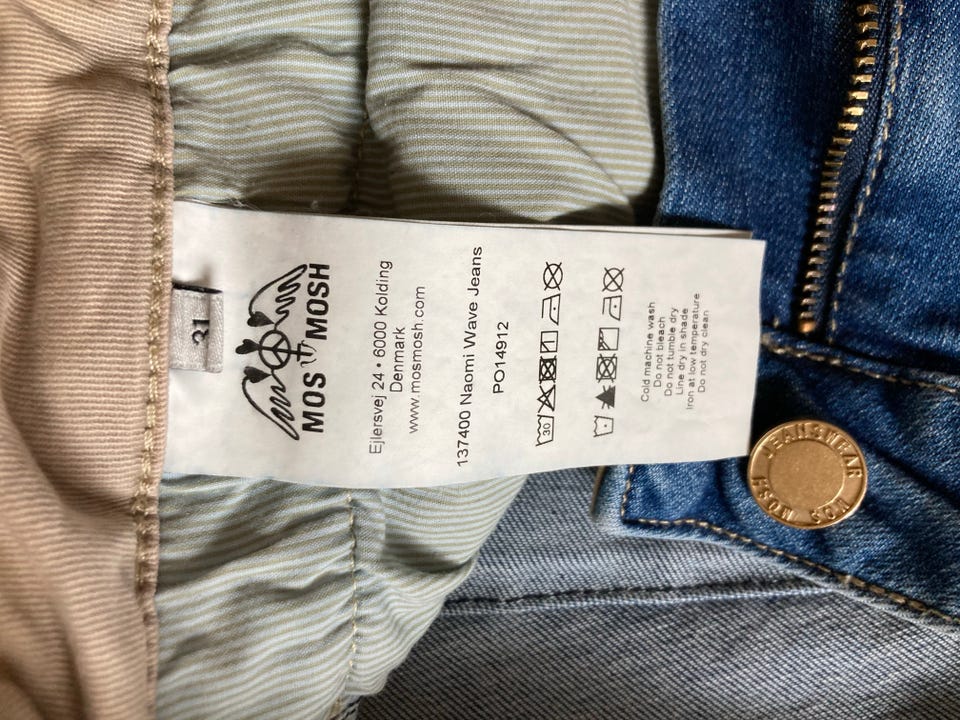 31
MOS MOSH
Ejlersvej 24 • 6000 Kolding
Denmark
www.mosmosh.com
137400 Naomi Wave Jeans
PO14912
30
Cold machine wash
Do not bleach
Do not tumble dry
Line dry in shade
Iron at low temperature
Do not dry clean
MOS MOSH JEANSWEAR